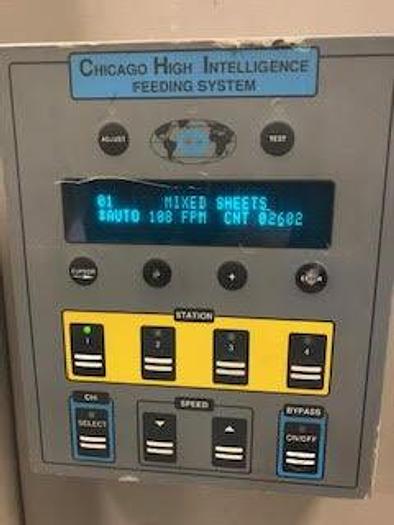 CHICAGO HIGH INTELLIGENCE
FEEDING SYSTEM
ADJUST
TEST
01 MIXED SHEETS
*AUTO 108 FPM CNT 02602
CURSOR
+
STATION
1 2 3 4
CHI
SPEED
BYPASS
SELECT
▼ ▲
ON/OFF